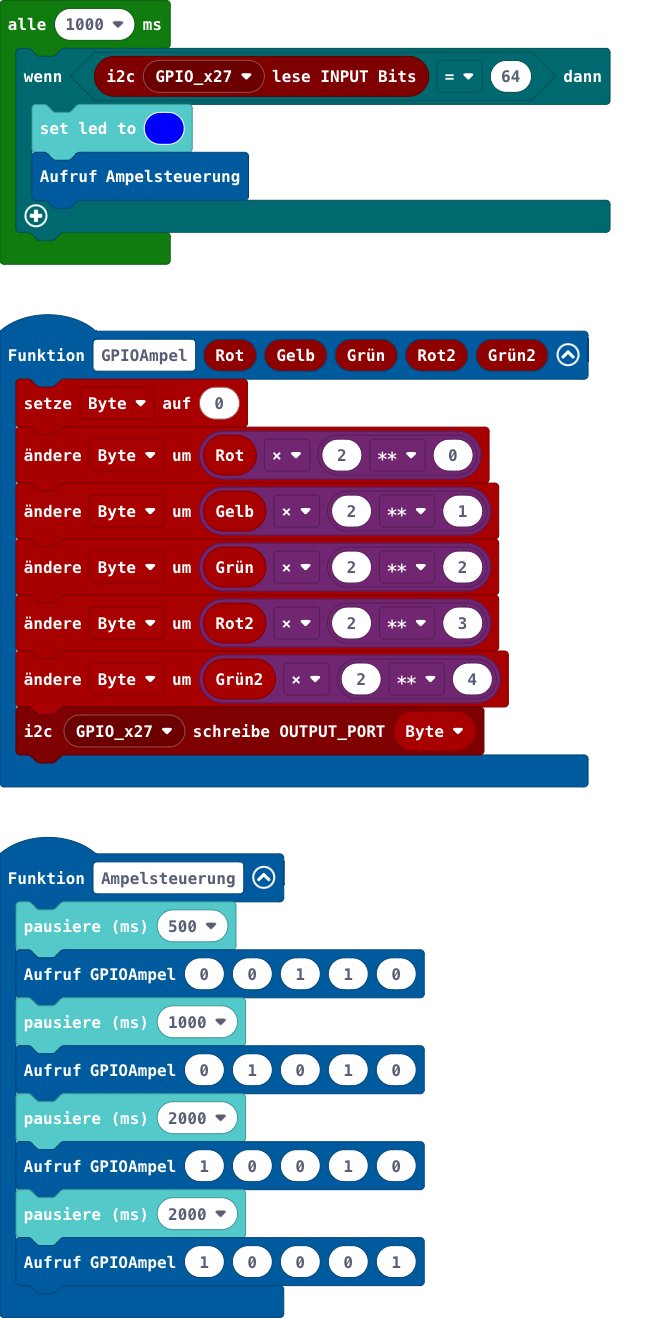 alle 1000 ms
wenn i2c GPIO_x27 lese INPUT Bits = 64 dann
set led to
Aufruf Ampelsteuerung
Funktion GPIOAmpel Rot Gelb Grün Rot2 Grün2
setze Byte auf 0
ändere Byte um Rot × 2 ** 0
ändere Byte um Gelb × 2 ** 1
ändere Byte um Grün × 2 ** 2
ändere Byte um Rot2 × 2 ** 3
ändere Byte um Grün2 × 2 ** 4
i2c GPIO_x27 schreibe OUTPUT_PORT Byte
Funktion Ampelsteuerung
pausiere (ms) 500
Aufruf GPIOAmpel 0 0 1 1 0
pausiere (ms) 1000
Aufruf GPIOAmpel 0 1 0 1 0
pausiere (ms) 2000
Aufruf GPIOAmpel 1 0 0 1 0
pausiere (ms) 2000
Aufruf GPIOAmpel 1 0 0 0 1